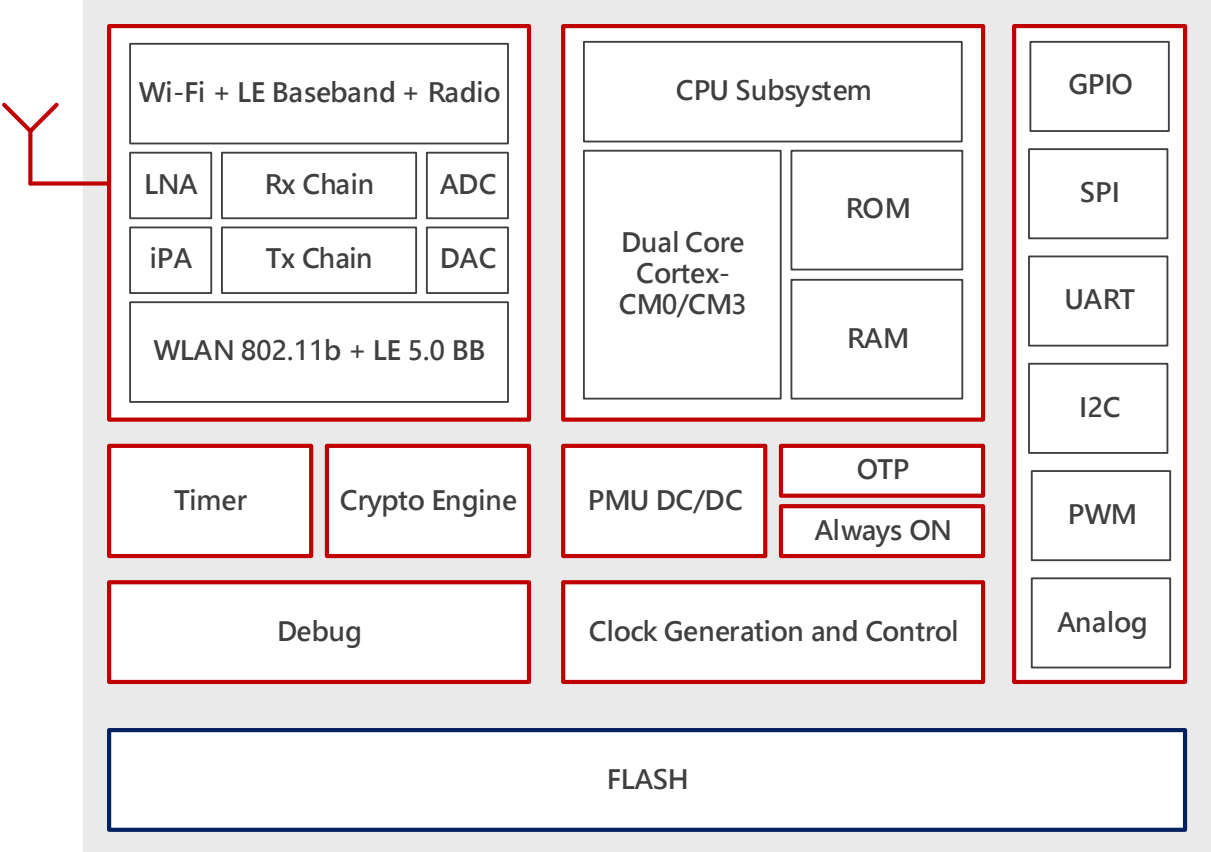 Wi-Fi + LE Baseband + Radio
LNA
Rx Chain
ADC
iPA
Tx Chain
DAC
WLAN 802.11b + LE 5.0 BB
CPU Subsystem
Dual Core
Cortex-
CM0/CM3
ROM
RAM
GPIO
SPI
UART
I2C
PWM
Analog
Timer
Crypto Engine
PMU DC/DC
OTP
Always ON
Debug
Clock Generation and Control
FLASH